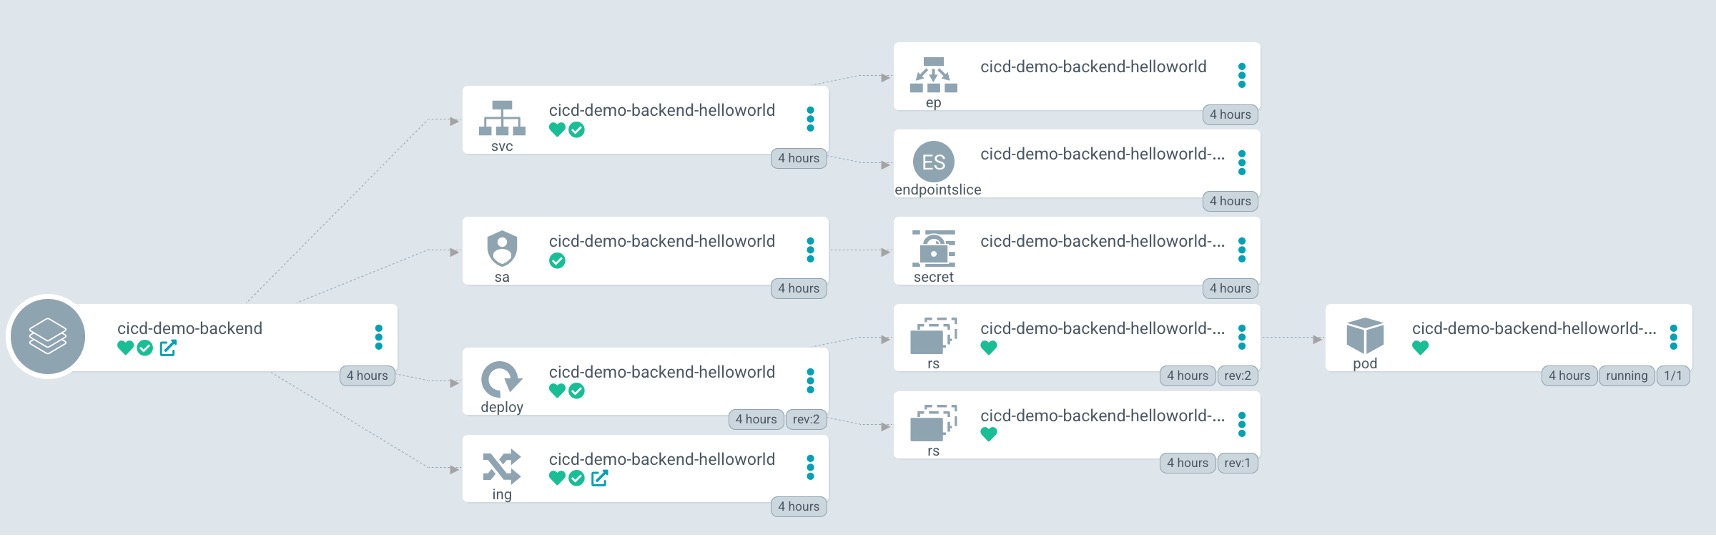 cicd-demo-backend
4 hours
cicd-demo-backend-helloworld
svc
4 hours
cicd-demo-backend-helloworld
sa
4 hours
cicd-demo-backend-helloworld
deploy
4 hours rev:2
cicd-demo-backend-helloworld
ing
4 hours
cicd-demo-backend-helloworld
ep
4 hours
ES
cicd-demo-backend-helloworld-...
endpointslice
4 hours
cicd-demo-backend-helloworld-...
secret
4 hours
cicd-demo-backend-helloworld-...
rs
4 hours rev:2
cicd-demo-backend-helloworld-...
rs
4 hours rev:1
cicd-demo-backend-helloworld-...
pod
4 hours running 1/1